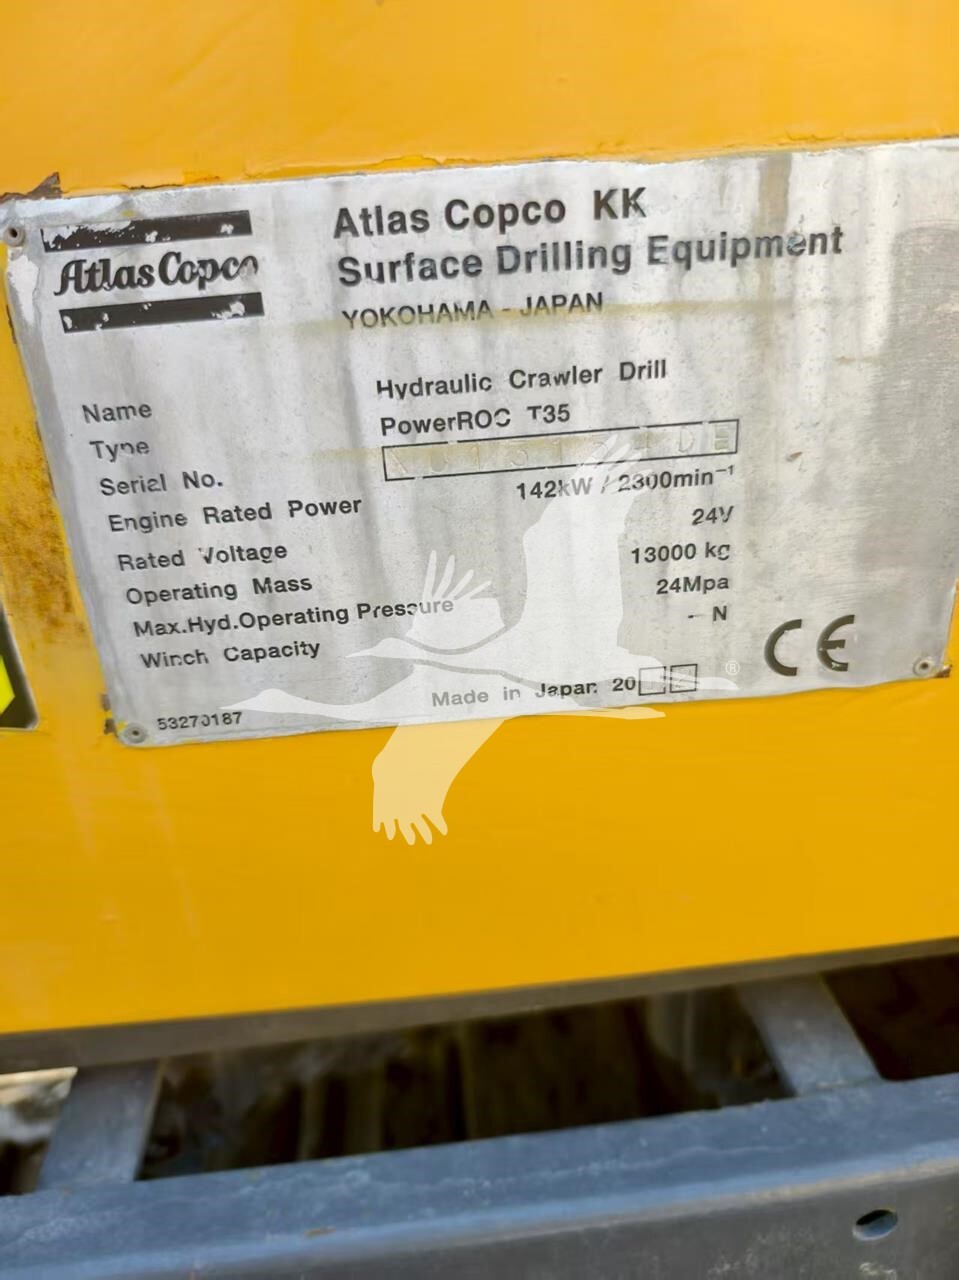 Atlas Copco
Atlas Copco KK
Surface Drilling Equipment
YOKOHAMA - JAPAN
Name Hydraulic Crawler Drill
Type PowerROC T35
Serial No.
Engine Rated Power 142kW / 2300min⁻¹
Rated Voltage 24V
Operating Mass 13000 kg
Max.Hyd.Operating Pressure 24Mpa
Winch Capacity - N
Made in Japan 20
CE
53270187
®